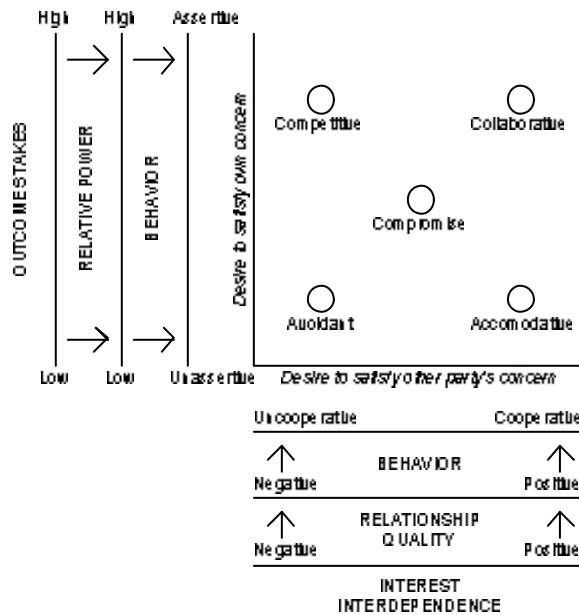 High High Assertive
OUTCOME STAKES
RELATIVE POWER
BEHAVIOR
Desire to satisfy own concern
Competitive Collaborative
Compromise
Avoidant Accomodative
Low Low Unassertive Desire to satisfy other party's concern
Uncooperative Cooperative
BEHAVIOR
Negative Positive
RELATIONSHIP
QUALITY
Negative Positive
INTEREST
INTERDEPENDENCE